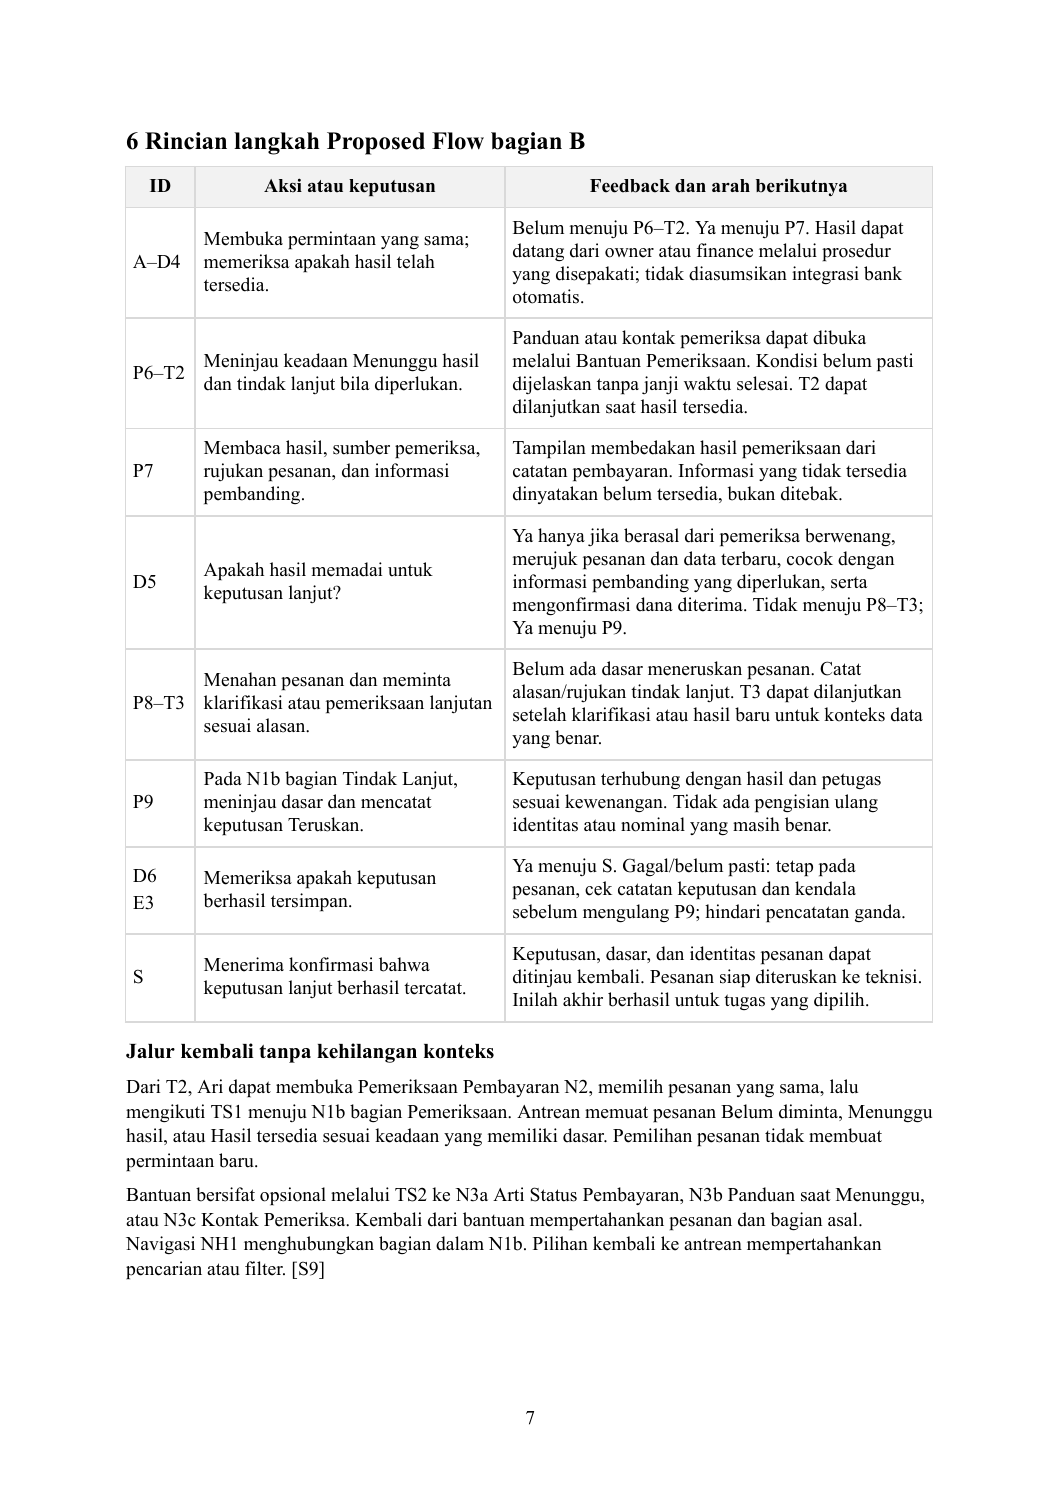 6 Rincian langkah Proposed Flow bagian B
ID
Aksi atau keputusan
Feedback dan arah berikutnya
A–D4
Membuka permintaan yang sama;
memeriksa apakah hasil telah
tersedia.
Belum menuju P6–T2. Ya menuju P7. Hasil dapat
datang dari owner atau finance melalui prosedur
yang disepakati; tidak diasumsikan integrasi bank
otomatis.
P6–T2
Meninjau keadaan Menunggu hasil
dan tindak lanjut bila diperlukan.
Panduan atau kontak pemeriksa dapat dibuka
melalui Bantuan Pemeriksaan. Kondisi belum pasti
dijelaskan tanpa janji waktu selesai. T2 dapat
dilanjutkan saat hasil tersedia.
P7
Membaca hasil, sumber pemeriksa,
rujukan pesanan, dan informasi
pembanding.
Tampilan membedakan hasil pemeriksaan dari
catatan pembayaran. Informasi yang tidak tersedia
dinyatakan belum tersedia, bukan ditebak.
D5
Apakah hasil memadai untuk
keputusan lanjut?
Ya hanya jika berasal dari pemeriksa berwenang,
merujuk pesanan dan data terbaru, cocok dengan
informasi pembanding yang diperlukan, serta
mengonfirmasi dana diterima. Tidak menuju P8–T3;
Ya menuju P9.
P8–T3
Menahan pesanan dan meminta
klarifikasi atau pemeriksaan lanjutan
sesuai alasan.
Belum ada dasar meneruskan pesanan. Catat
alasan/rujukan tindak lanjut. T3 dapat dilanjutkan
setelah klarifikasi atau hasil baru untuk konteks data
yang benar.
P9
Pada N1b bagian Tindak Lanjut,
meninjau dasar dan mencatat
keputusan Teruskan.
Keputusan terhubung dengan hasil dan petugas
sesuai kewenangan. Tidak ada pengisian ulang
identitas atau nominal yang masih benar.
D6
E3
Memeriksa apakah keputusan
berhasil tersimpan.
Ya menuju S. Gagal/belum pasti: tetap pada
pesanan, cek catatan keputusan dan kendala
sebelum mengulang P9; hindari pencatatan ganda.
S
Menerima konfirmasi bahwa
keputusan lanjut berhasil tercatat.
Keputusan, dasar, dan identitas pesanan dapat
ditinjau kembali. Pesanan siap diteruskan ke teknisi.
Inilah akhir berhasil untuk tugas yang dipilih.
Jalur kembali tanpa kehilangan konteks
Dari T2, Ari dapat membuka Pemeriksaan Pembayaran N2, memilih pesanan yang sama, lalu
mengikuti TS1 menuju N1b bagian Pemeriksaan. Antrean memuat pesanan Belum diminta, Menunggu
hasil, atau Hasil tersedia sesuai keadaan yang memiliki dasar. Pemilihan pesanan tidak membuat
permintaan baru.
Bantuan bersifat opsional melalui TS2 ke N3a Arti Status Pembayaran, N3b Panduan saat Menunggu,
atau N3c Kontak Pemeriksa. Kembali dari bantuan mempertahankan pesanan dan bagian asal.
Navigasi NH1 menghubungkan bagian dalam N1b. Pilihan kembali ke antrean mempertahankan
pencarian atau filter. [S9]
7